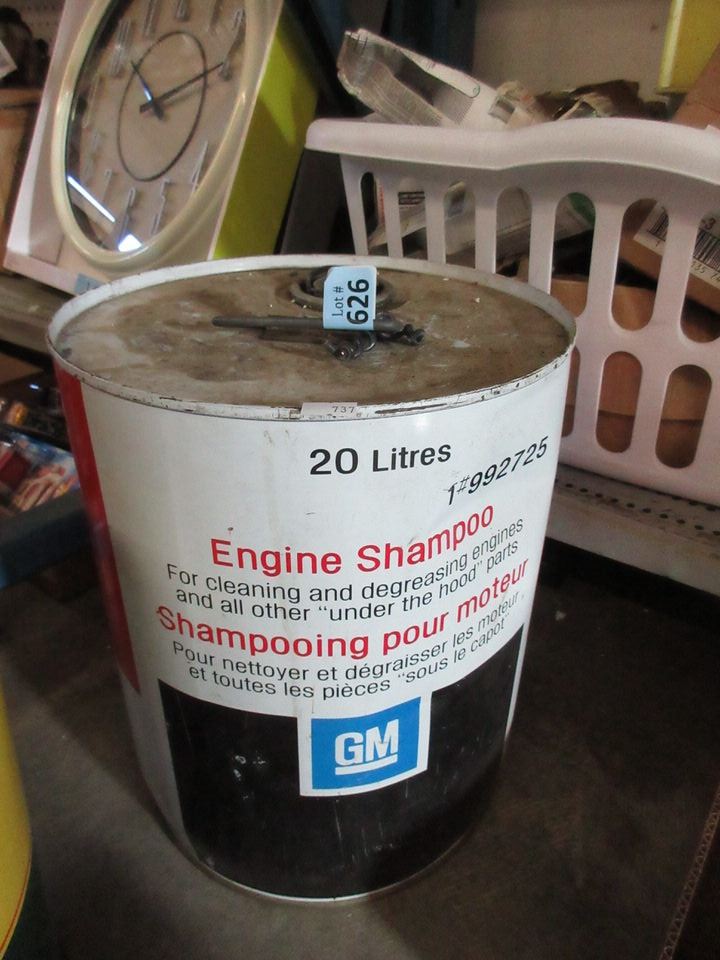 Lot # 626
737
20 Litres
1#992725
Engine Shampoo
For cleaning and degreasing engines
and all other "under the hood" parts
Shampooing pour moteur
Pour nettoyer et dégraisser les moteur
et toutes les pièces "sous le capot"
GM